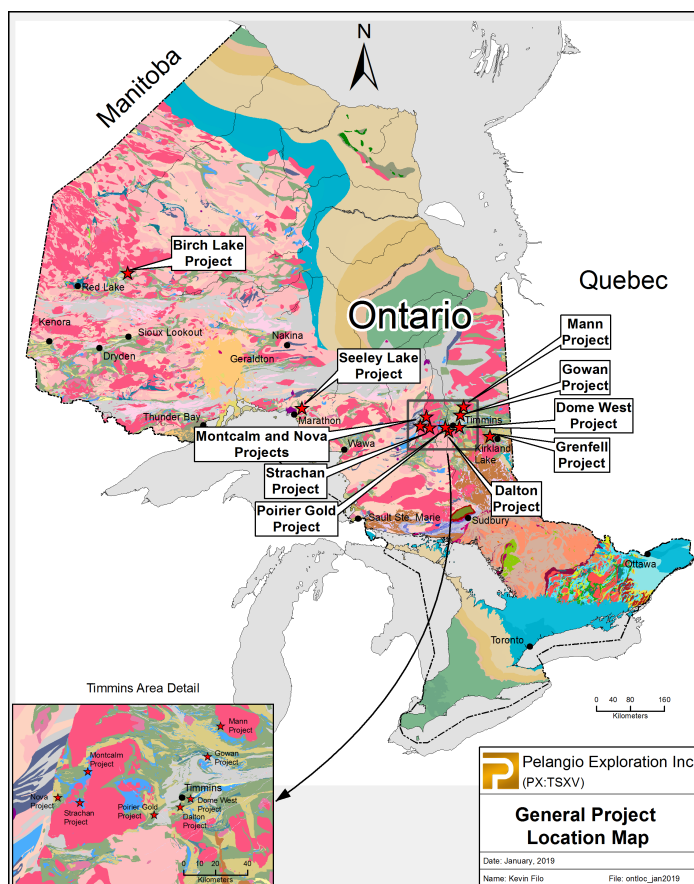 N
Manitoba
Birch Lake
Project
Red Lake
Quebec
Ontario
Kenora
Sioux Lookout
Dryden
Nakina
Geraldton
Mann
Project
Seeley Lake
Project
Gowan
Project
Marathon
Thunder Bay
Timmins
Dome West
Project
Montcalm and Nova
Projects
Wawa
Kirkland
Lake
Grenfell
Project
Strachan
Project
Dalton
Project
Poirier Gold
Project
Sault Ste. Marie
Sudbury
Ottawa
Toronto
0 40 80 160
Kilometers
Timmins Area Detail
Mann
Project
Gowan
Project
Montcalm
Project
Nova
Project
Strachan
Project
Poirier Gold
Project
Timmins
Dome West
Project
Dalton
Project
0 20 40
Kilometers
Pelangio Exploration Inc
(PX:TSXV)
General Project
Location Map
Date: January, 2019
Name: Kevin Filo File: ontloc_jan2019